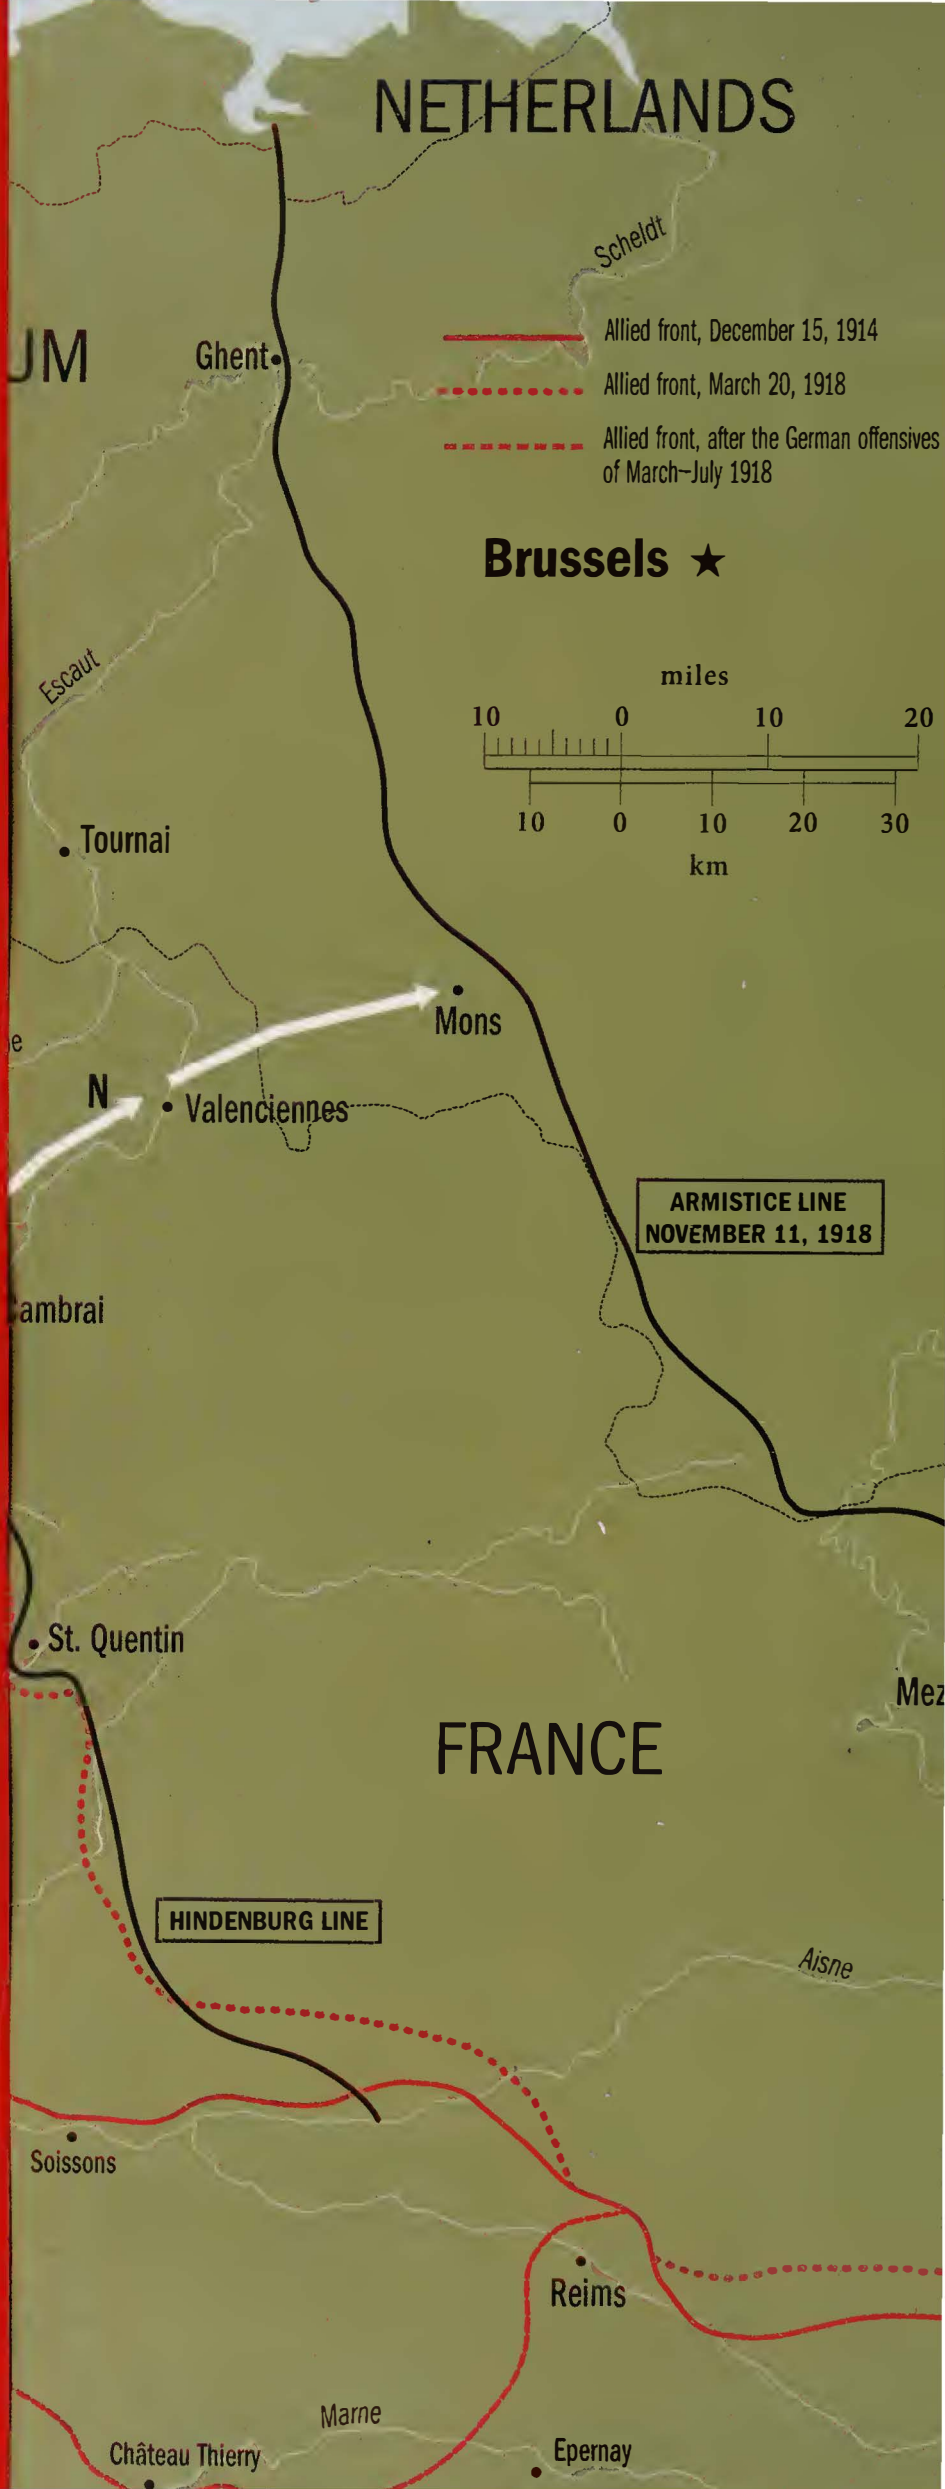 NETHERLANDS
Scheldt
UM
Ghent
Allied front, December 15, 1914
Allied front, March 20, 1918
Allied front, after the German offensives
of March–July 1918
Brussels
Escaut
miles
10 0 10 20
10 0 10 20 30
km
Tournai
Mons
e
N
Valenciennes
ARMISTICE LINE
NOVEMBER 11, 1918
ambrai
St. Quentin
Mez
FRANCE
HINDENBURG LINE
Aisne
Soissons
Reims
Marne
Château Thierry
Epernay